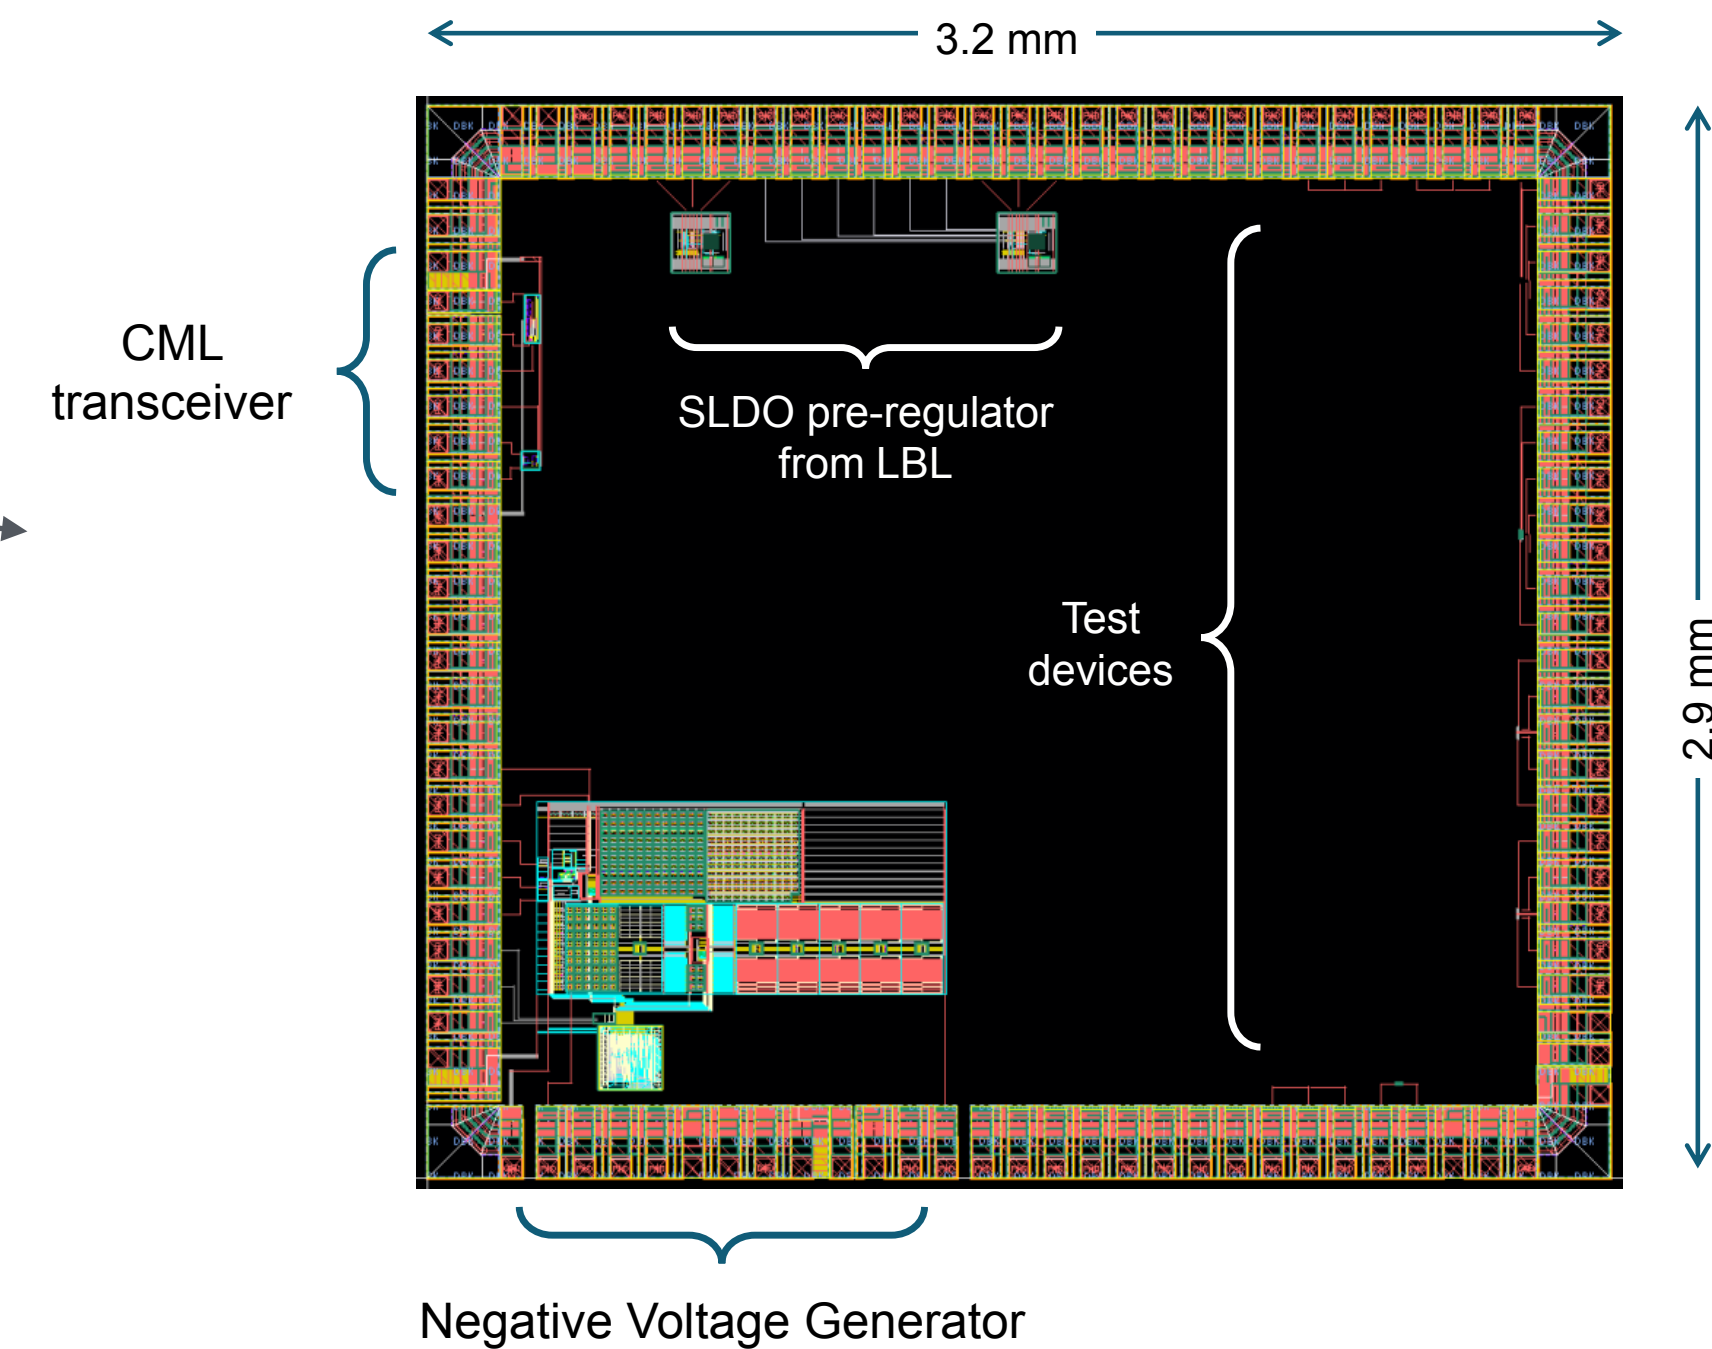 3.2 mm
CML
transceiver
SLDO pre-regulator
from LBL
Test
devices
2.9 mm
Negative Voltage Generator